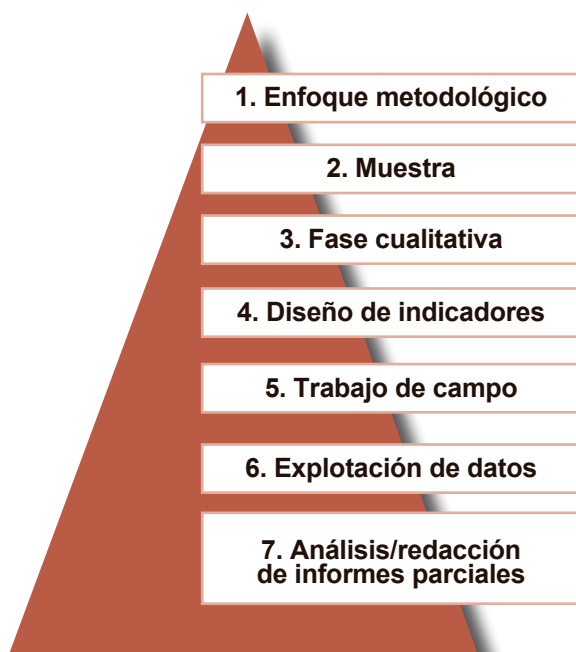 1. Enfoque metodológico
2. Muestra
3. Fase cualitativa
4. Diseño de indicadores
5. Trabajo de campo
6. Explotación de datos
7. Análisis/redacción
de informes parciales